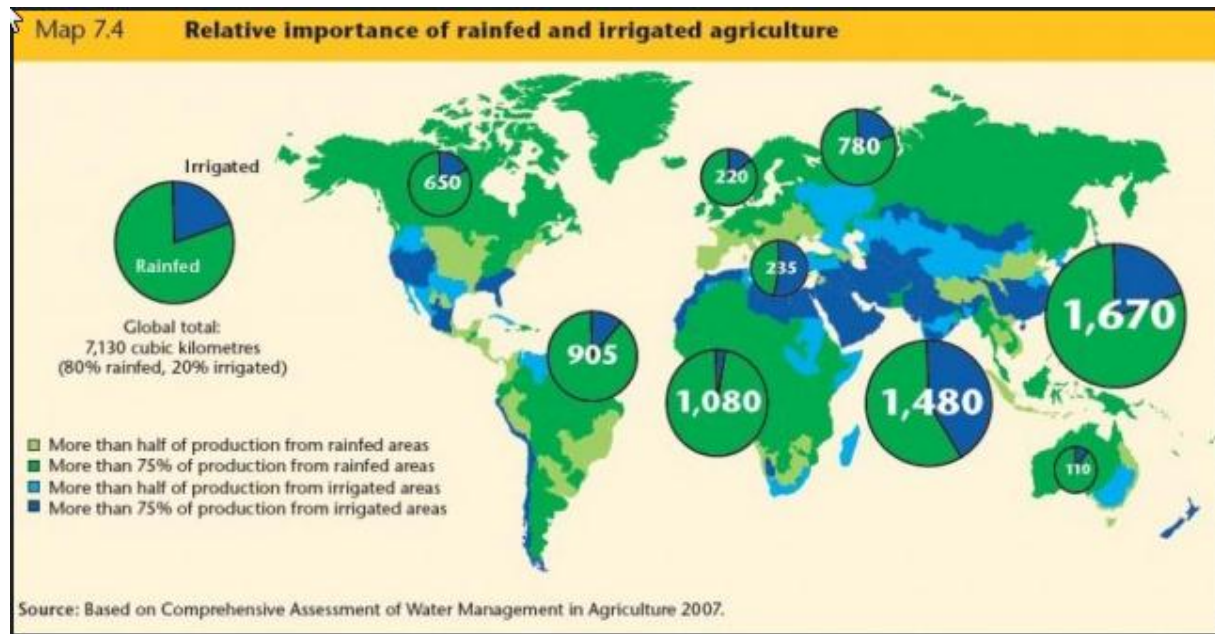 Map 7.4 Relative importance of rainfed and irrigated agriculture
Irrigated
Rainfed
Global total:
7,130 cubic kilometres
(80% rainfed, 20% irrigated)
650
220
780
235
905
1,080
1,480
1,670
110
More than half of production from rainfed areas
More than 75% of production from rainfed areas
More than half of production from irrigated areas
More than 75% of production from irrigated areas
Source: Based on Comprehensive Assessment of Water Management in Agriculture 2007.